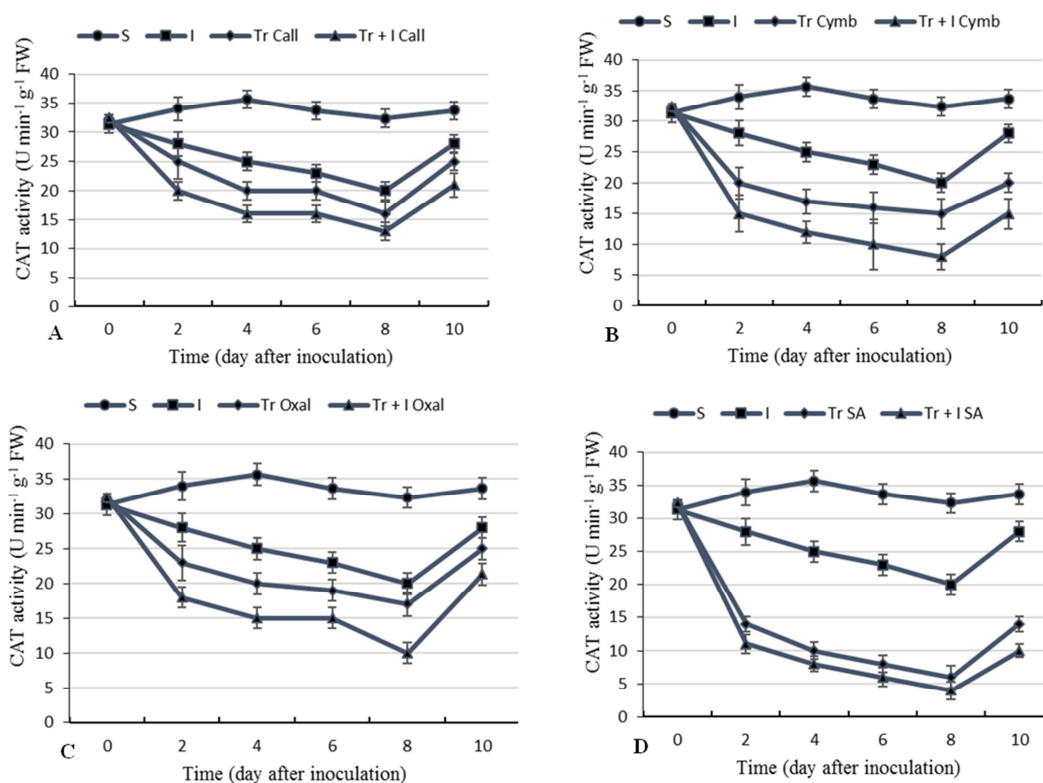 S I Tr Call Tr + I Call
CAT activity (U min⁻¹ g⁻¹ FW)
40
35
30
25
20
15
10
5
0
0 2 4 6 8 10
Time (day after inoculation)
A
S I Tr Cymb Tr + I Cymb
CAT activity (U min⁻¹ g⁻¹ FW)
40
35
30
25
20
15
10
5
0
0 2 4 6 8 10
Time (day after inoculation)
B
S I Tr Oxal Tr + I Oxal
CAT activity (U min⁻¹ g⁻¹ FW)
40
35
30
25
20
15
10
5
0
0 2 4 6 8 10
Time (day after inoculation)
C
S I Tr SA Tr + I SA
CAT activity (U min⁻¹ g⁻¹ FW)
40
35
30
25
20
15
10
5
0
0 2 4 6 8 10
Time (day after inoculation)
D